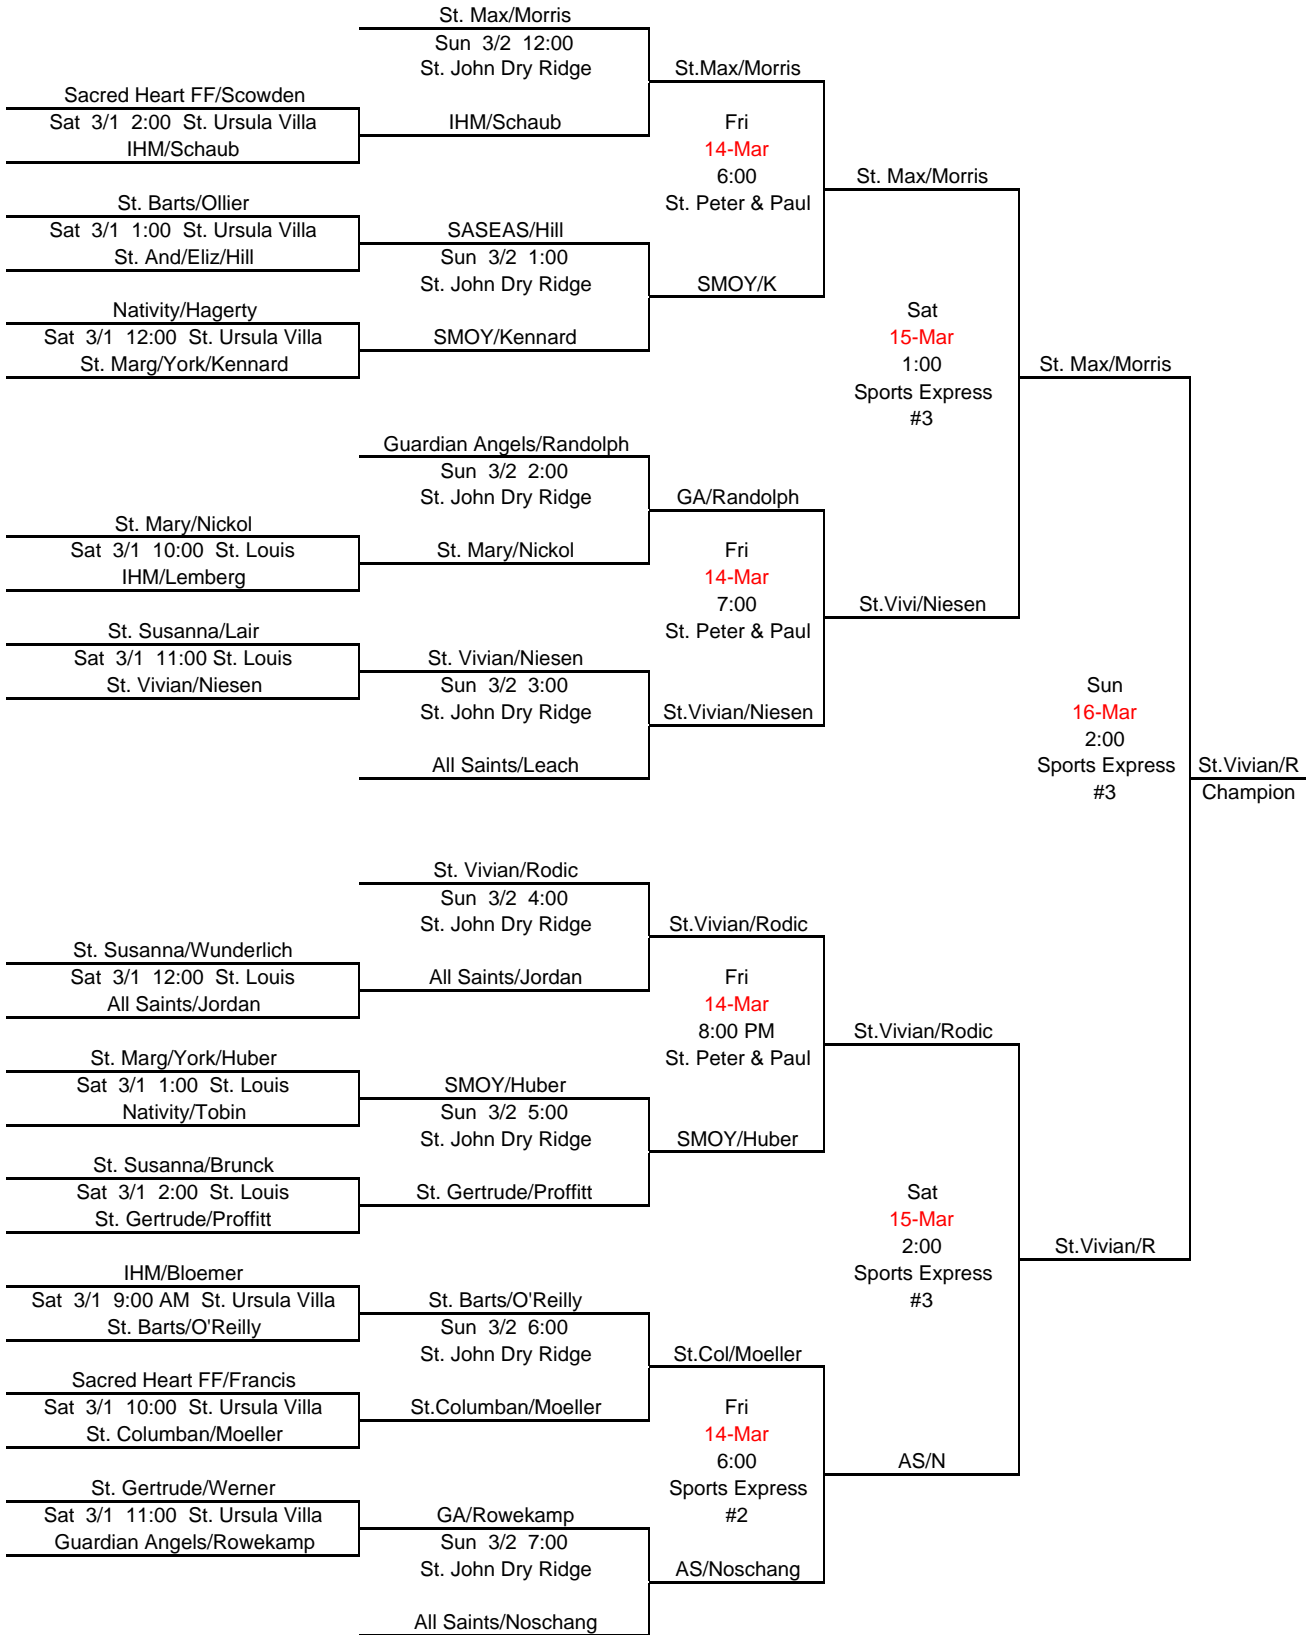 St. Max/Morris
Sun 3/2 12:00
St. John Dry Ridge
St.Max/Morris
Sacred Heart FF/Scowden
Sat 3/1 2:00 St. Ursula Villa
IHM/Schaub
IHM/Schaub
Fri
14-Mar
6:00
St. Peter & Paul
St. Max/Morris
St. Barts/Ollier
Sat 3/1 1:00 St. Ursula Villa
St. And/Eliz/Hill
SASEAS/Hill
Sun 3/2 1:00
St. John Dry Ridge
SMOY/K
Nativity/Hagerty
Sat 3/1 12:00 St. Ursula Villa
St. Marg/York/Kennard
SMOY/Kennard
Sat
15-Mar
1:00
Sports Express
#3
St. Max/Morris
Guardian Angels/Randolph
Sun 3/2 2:00
St. John Dry Ridge
GA/Randolph
St. Mary/Nickol
Sat 3/1 10:00 St. Louis
IHM/Lemberg
St. Mary/Nickol
Fri
14-Mar
7:00
St. Peter & Paul
St.Vivi/Niesen
St. Susanna/Lair
Sat 3/1 11:00 St. Louis
St. Vivian/Niesen
St. Vivian/Niesen
Sun 3/2 3:00
St. John Dry Ridge
St.Vivian/Niesen
All Saints/Leach
Sun
16-Mar
2:00
Sports Express
#3
St.Vivian/R
Champion
St. Vivian/Rodic
Sun 3/2 4:00
St. John Dry Ridge
St.Vivian/Rodic
St. Susanna/Wunderlich
Sat 3/1 12:00 St. Louis
All Saints/Jordan
All Saints/Jordan
Fri
14-Mar
8:00 PM
St. Peter & Paul
St.Vivian/Rodic
St. Marg/York/Huber
Sat 3/1 1:00 St. Louis
Nativity/Tobin
SMOY/Huber
Sun 3/2 5:00
St. John Dry Ridge
SMOY/Huber
St. Susanna/Brunck
Sat 3/1 2:00 St. Louis
St. Gertrude/Proffitt
St. Gertrude/Proffitt
Sat
15-Mar
2:00
Sports Express
#3
St.Vivian/R
IHM/Bloemer
Sat 3/1 9:00 AM St. Ursula Villa
St. Barts/O'Reilly
St. Barts/O'Reilly
Sun 3/2 6:00
St. John Dry Ridge
St.Col/Moeller
Sacred Heart FF/Francis
Sat 3/1 10:00 St. Ursula Villa
St. Columban/Moeller
St.Columban/Moeller
Fri
14-Mar
6:00
Sports Express
#2
AS/N
St. Gertrude/Werner
Sat 3/1 11:00 St. Ursula Villa
Guardian Angels/Rowekamp
GA/Rowekamp
Sun 3/2 7:00
St. John Dry Ridge
AS/Noschang
All Saints/Noschang